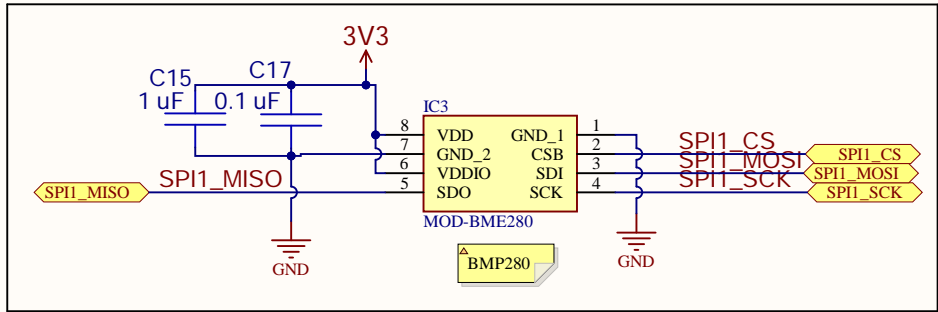 3V3
C15
C17
1 uF
0.1 uF
IC3
8
VDD
GND_1
1
7
GND_2
CSB
2
SPI1_CS
SPI1_CS
6
VDDIO
SDI
3
SPI1_MOSI
SPI1_MOSI
SPI1_MISO
SPI1_MISO
5
SDO
SCK
4
SPI1_SCK
SPI1_SCK
MOD-BME280
GND
BMP280
GND